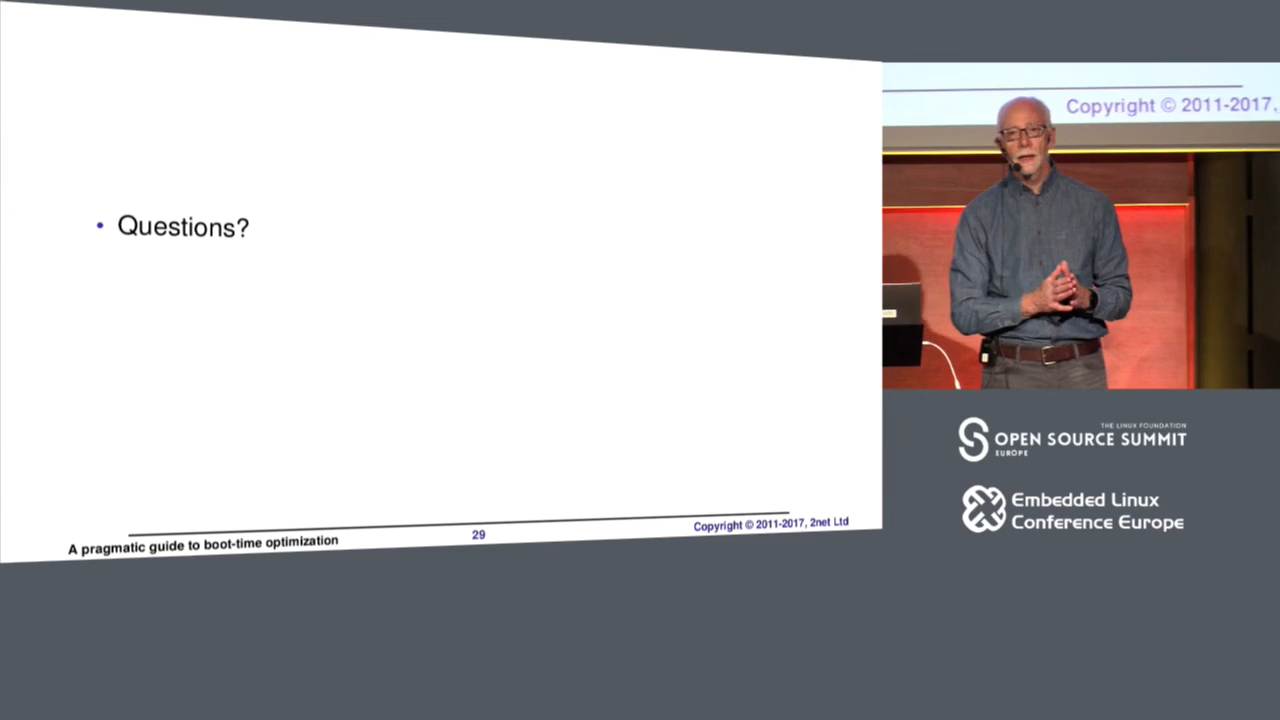 • Questions?
A pragmatic guide to boot-time optimization
29
Copyright © 2011-2017, 2net Ltd
Copyright © 2011-2017,
THE LINUX FOUNDATION
OPEN SOURCE SUMMIT
EUROPE
Embedded Linux
Conference Europe